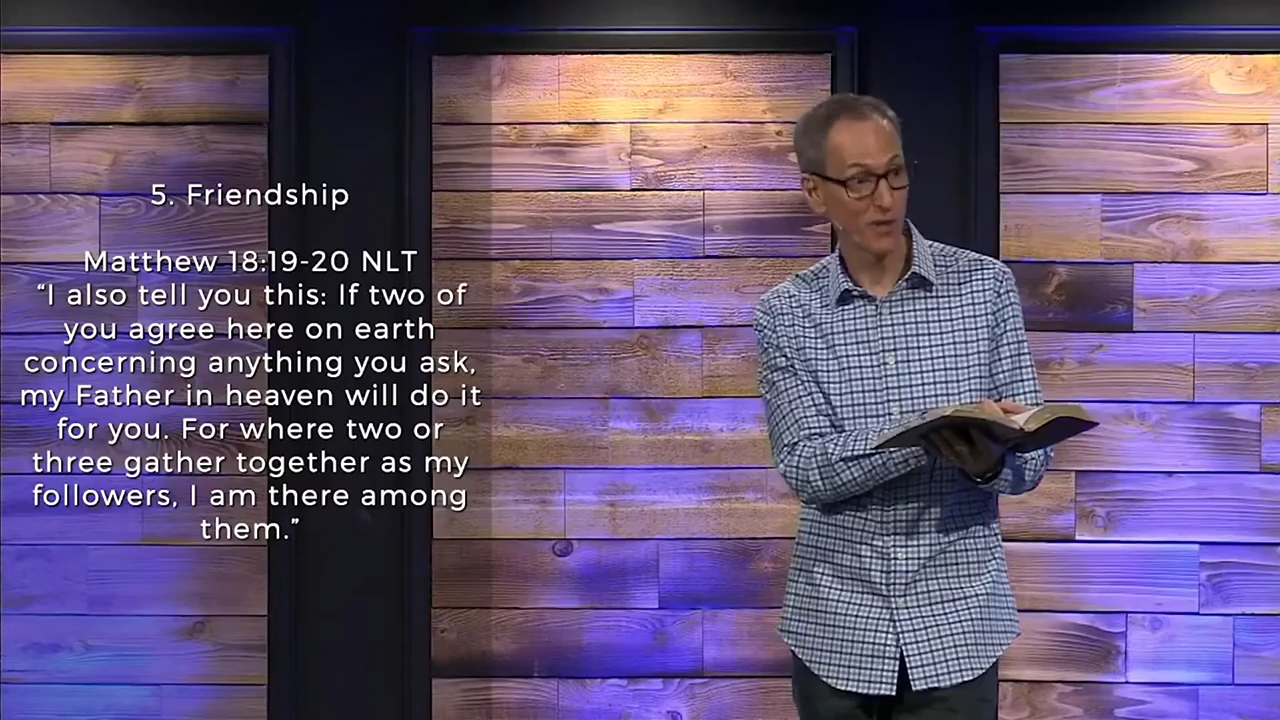 5. Friendship
Matthew 18:19-20 NLT
“I also tell you this: If two of
you agree here on earth
concerning anything you ask,
my Father in heaven will do it
for you. For where two or
three gather together as my
followers, I am there among
them.”